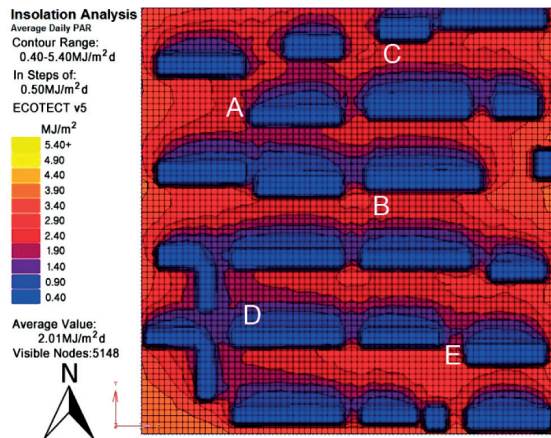 Insolation Analysis
Average Daily PAR
Contour Range:
0.40-5.40MJ/m²d
In Steps of:
0.50MJ/m²d
ECOTECT v5
MJ/m²
5.40+
4.90
4.40
3.90
3.40
2.90
2.40
1.90
1.40
0.90
0.40
Average Value:
2.01MJ/m²d
Visible Nodes:5148
N
C
A
B
D
E